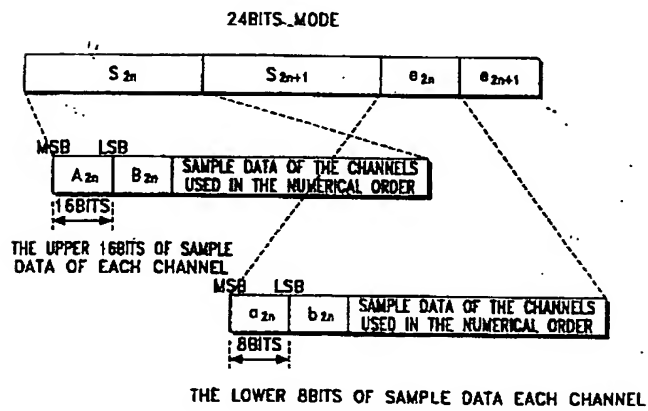 24BITS_MODE
S2n S2n+1 e2n e2n+1
MSB LSB
A2n B2n SAMPLE DATA OF THE CHANNELS
USED IN THE NUMERICAL ORDER
16BITS
THE UPPER 16BITS OF SAMPLE
DATA OF EACH CHANNEL
MSB LSB
a2n b2n SAMPLE DATA OF THE CHANNELS
USED IN THE NUMERICAL ORDER
8BITS
THE LOWER 8BITS OF SAMPLE DATA EACH CHANNEL